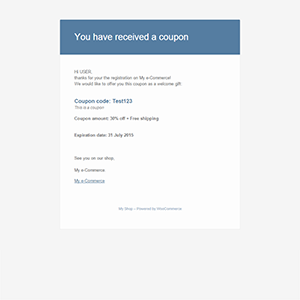 You have received a coupon
Hi USER,
thanks for your the registration on My e-Commerce!
We would like to offer you this coupon as a welcome gift:
Coupon code: Test123
This is a coupon!
Coupon amount: 30% off + Free shipping
Expiration date: 31 July 2015
See you on our shop,
My e-Commerce
My e-Commerce
My Shop – Powered by WooCommerce